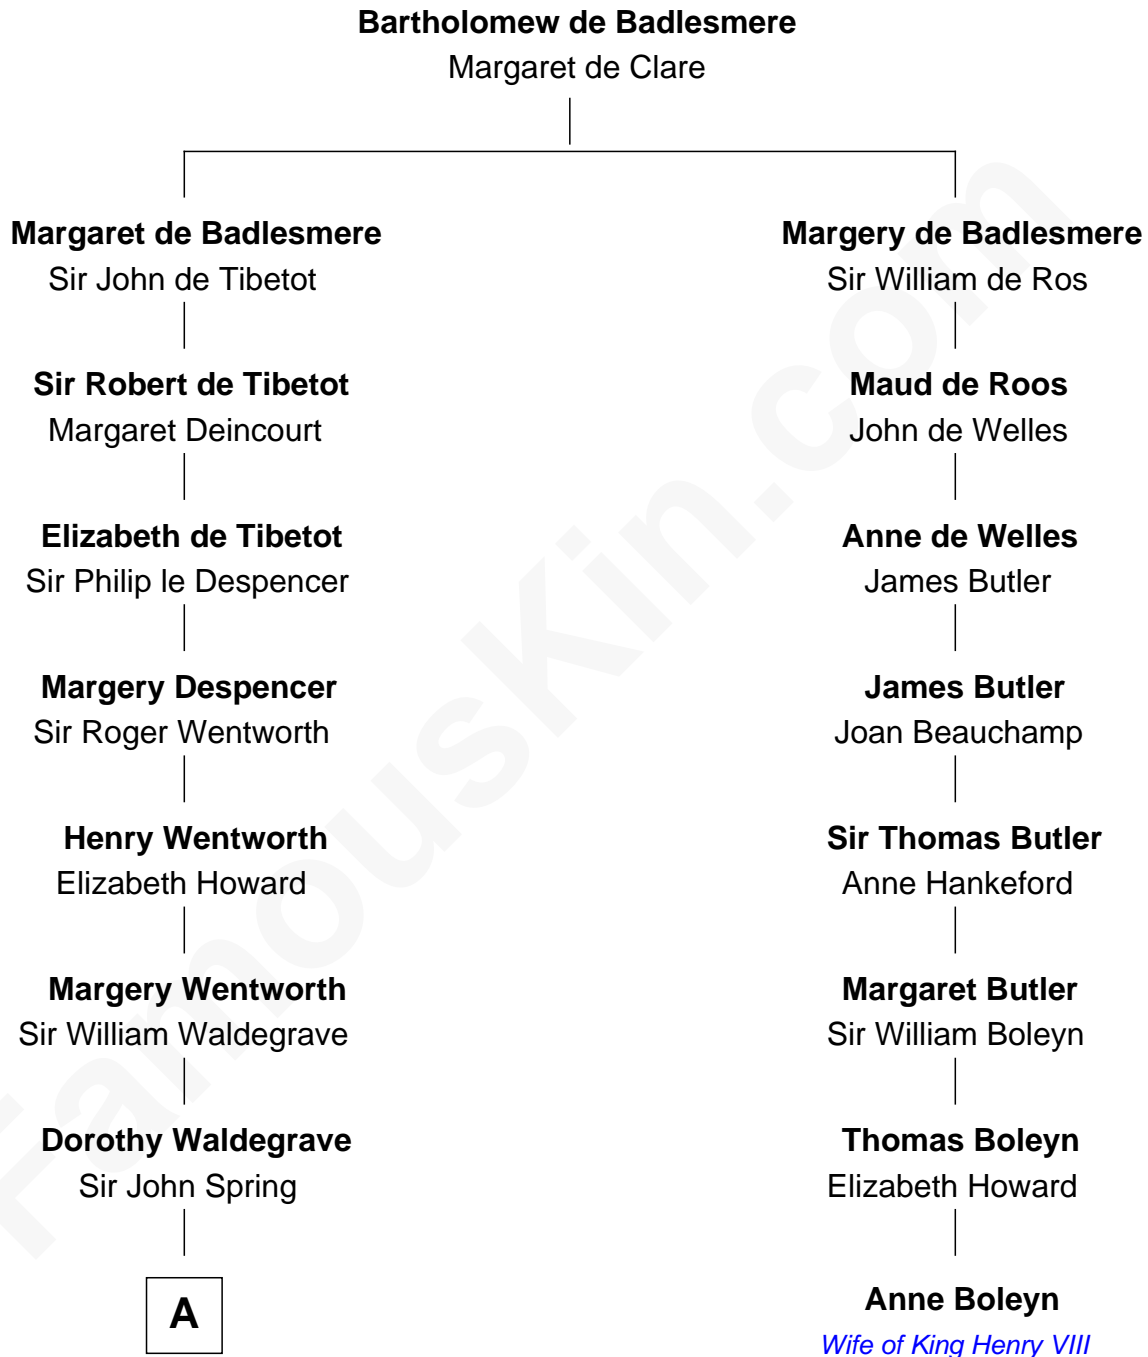 Bartholomew de Badlesmere
Margaret de Clare
Margaret de Badlesmere
Sir John de Tibetot
Sir Robert de Tibetot
Margaret Deincourt
Elizabeth de Tibetot
Sir Philip le Despencer
Margery Despencer
Sir Roger Wentworth
Henry Wentworth
Elizabeth Howard
Margery Wentworth
Sir William Waldegrave
Dorothy Waldegrave
Sir John Spring
A
Margery de Badlesmere
Sir William de Ros
Maud de Roos
John de Welles
Anne de Welles
James Butler
James Butler
Joan Beauchamp
Sir Thomas Butler
Anne Hankeford
Margaret Butler
Sir William Boleyn
Thomas Boleyn
Elizabeth Howard
Anne Boleyn
Wife of King Henry VIII
FamousKin.com